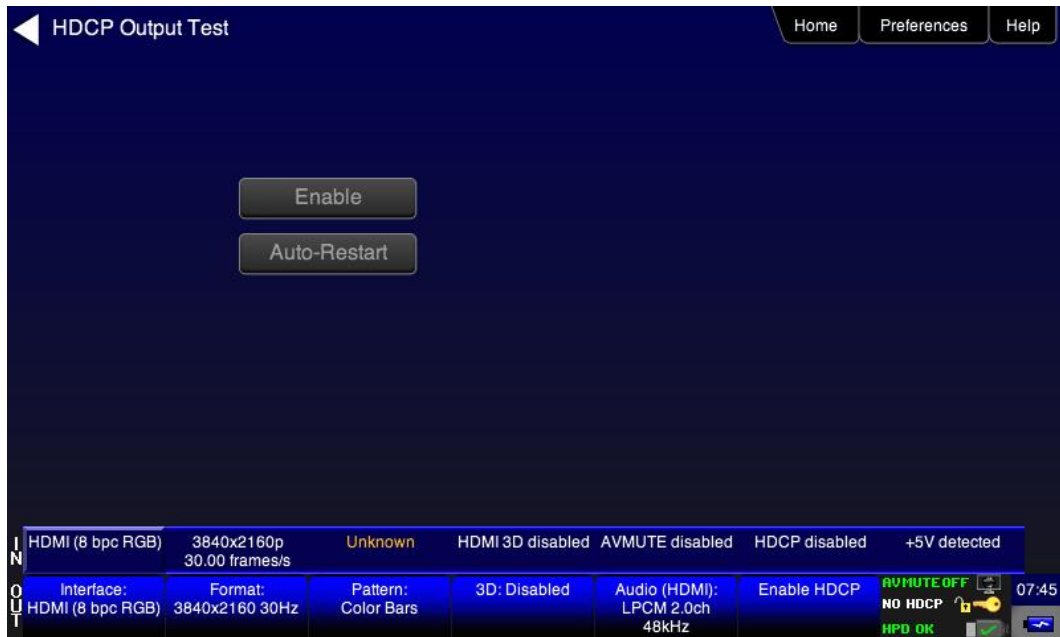 HDCP Output Test
Home
Preferences
Help
Enable
Auto-Restart
IN
HDMI (8 bpc RGB)
3840x2160p
30.00 frames/s
Unknown
HDMI 3D disabled
AVMUTE disabled
HDCP disabled
+5V detected
OUT
Interface:
HDMI (8 bpc RGB)
Format:
3840x2160 30Hz
Pattern:
Color Bars
3D: Disabled
Audio (HDMI):
LPCM 2.0ch
48kHz
Enable HDCP
AVMUTE OFF
NO HDCP
HPD OK
07:45